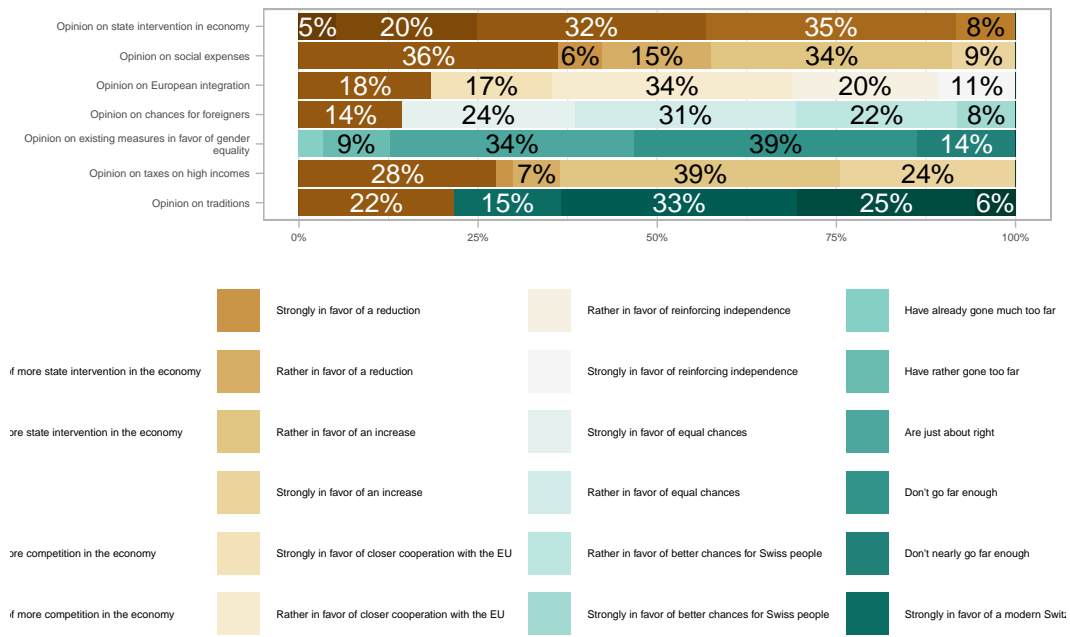 Opinion on state intervention in economy
5% 20% 32% 35% 8%
Opinion on social expenses
36% 6% 15% 34% 9%
Opinion on European integration
18% 17% 34% 20% 11%
Opinion on chances for foreigners
14% 24% 31% 22% 8%
Opinion on existing measures in favor of gender
equality
9% 34% 39% 14%
Opinion on taxes on high incomes
28% 7% 39% 24%
Opinion on traditions
22% 15% 33% 25% 6%
0% 25% 50% 75% 100%
Strongly in favor of a reduction
Rather in favor of reinforcing independence
Have already gone much too far
more state intervention in the economy
Rather in favor of a reduction
Strongly in favor of reinforcing independence
Have rather gone too far
state intervention in the economy
Rather in favor of an increase
Strongly in favor of equal chances
Are just about right
Strongly in favor of an increase
Rather in favor of equal chances
Don't go far enough
competition in the economy
Strongly in favor of closer cooperation with the EU
Rather in favor of better chances for Swiss people
Don't nearly go far enough
more competition in the economy
Rather in favor of closer cooperation with the EU
Strongly in favor of better chances for Swiss people
Strongly in favor of a modern